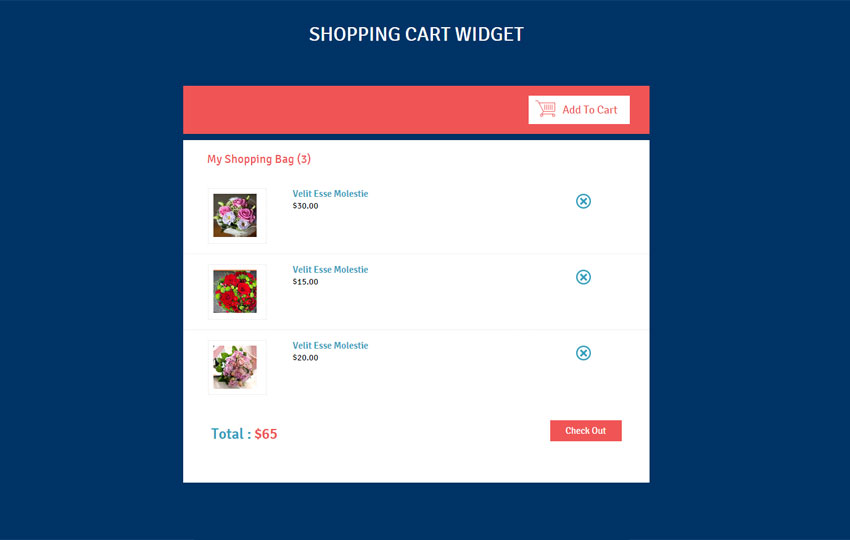 SHOPPING CART WIDGET
Add To Cart
My Shopping Bag (3)
Velit Esse Molestie
$30.00
Velit Esse Molestie
$15.00
Velit Esse Molestie
$20.00
Total : $65
Check Out